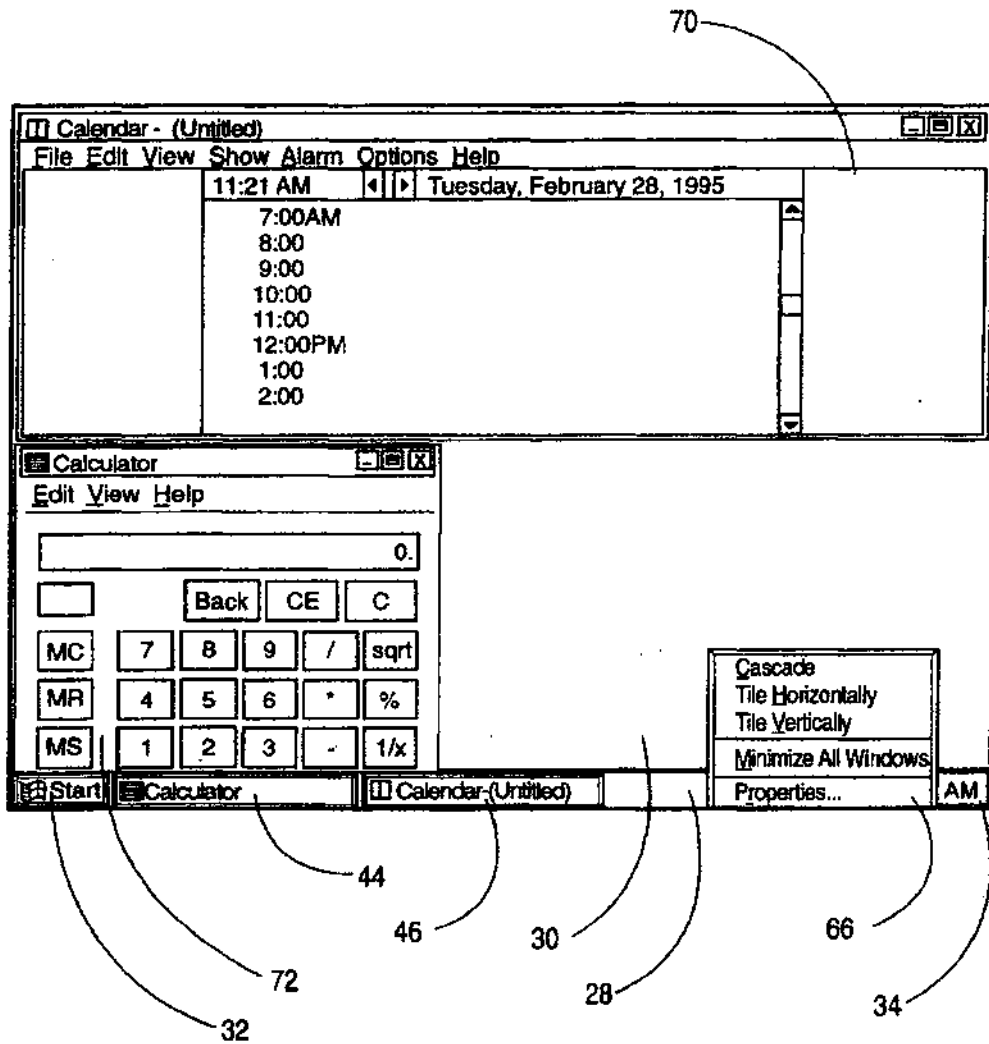 70
Calendar - (Untitled)
File Edit View Show Alarm Options Help
11:21 AM Tuesday, February 28, 1995
7:00AM
8:00
9:00
10:00
11:00
12:00PM
1:00
2:00
Calculator
Edit View Help
0.
Back CE C
MC 7 8 9 / sqrt
MR 4 5 6 * %
MS 1 2 3 - 1/x
Cascade
Tile Horizontally
Tile Vertically
Minimize All Windows
Properties...
Start Calculator Calendar-(Untitled) AM
44
46
30
66
72
28
34
32